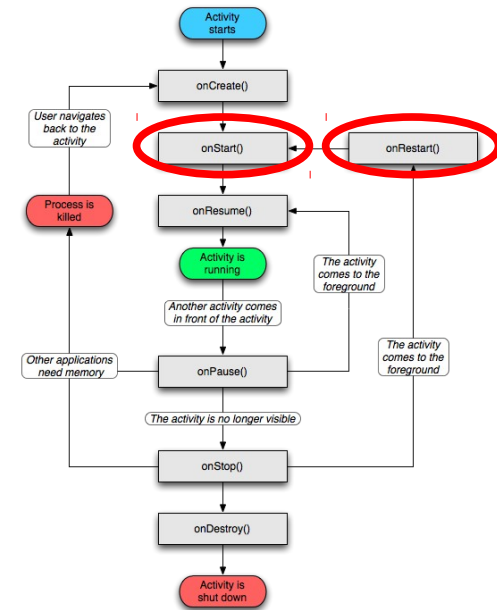 Activity
starts
onCreate()
User navigates
back to the
activity
onStart()
onRestart()
Process is
killed
onResume()
Activity is
running
The activity
comes to the
foreground
Another activity comes
in front of the activity
Other applications
need memory
onPause()
The activity
comes to the
foreground
The activity is no longer visible
onStop()
onDestroy()
Activity is
shut down